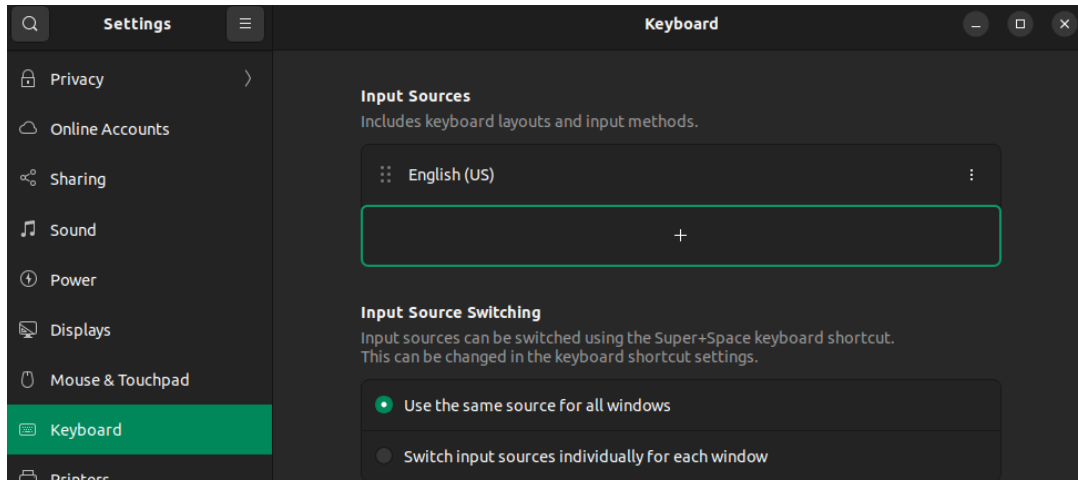 Settings
Keyboard
Privacy
Online Accounts
Sharing
Sound
Power
Displays
Mouse & Touchpad
Keyboard
Printers
Input Sources
Includes keyboard layouts and input methods.
English (US)
+
Input Source Switching
Input sources can be switched using the Super+Space keyboard shortcut.
This can be changed in the keyboard shortcut settings.
Use the same source for all windows
Switch input sources individually for each window